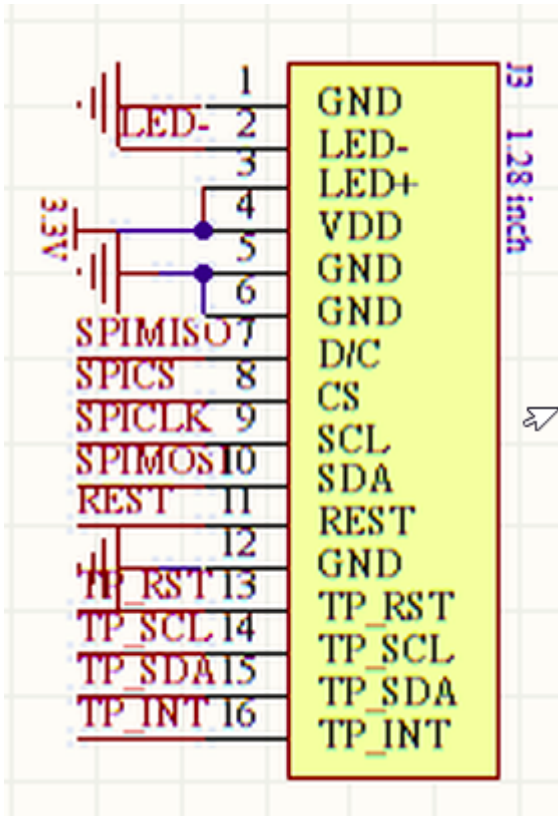 J3 1.28 inch
1 GND
LED- 2 LED-
3 LED+
3.3V 4 VDD
5 GND
6 GND
SPIMISO 7 D/C
SPICS 8 CS
SPICLK 9 SCL
SPIMOSI 10 SDA
REST 11 REST
12 GND
TP_RST 13 TP_RST
TP_SCL 14 TP_SCL
TP_SDA 15 TP_SDA
TP_INT 16 TP_INT